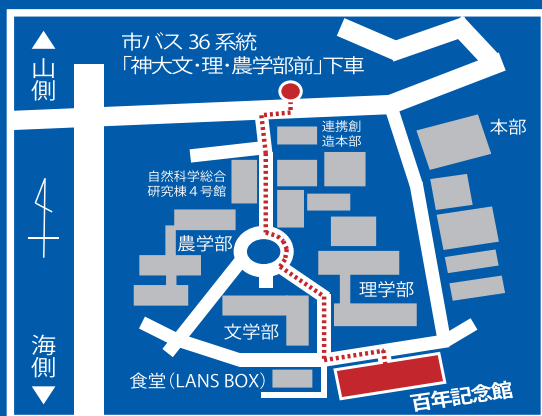 市バス 36 系統
「神大文・理・農学部前」下車
山側
連携創
造本部
本部
自然科学総合
研究棟４号館
農学部
理学部
文学部
海側
食堂（LANS BOX）
百年記念館